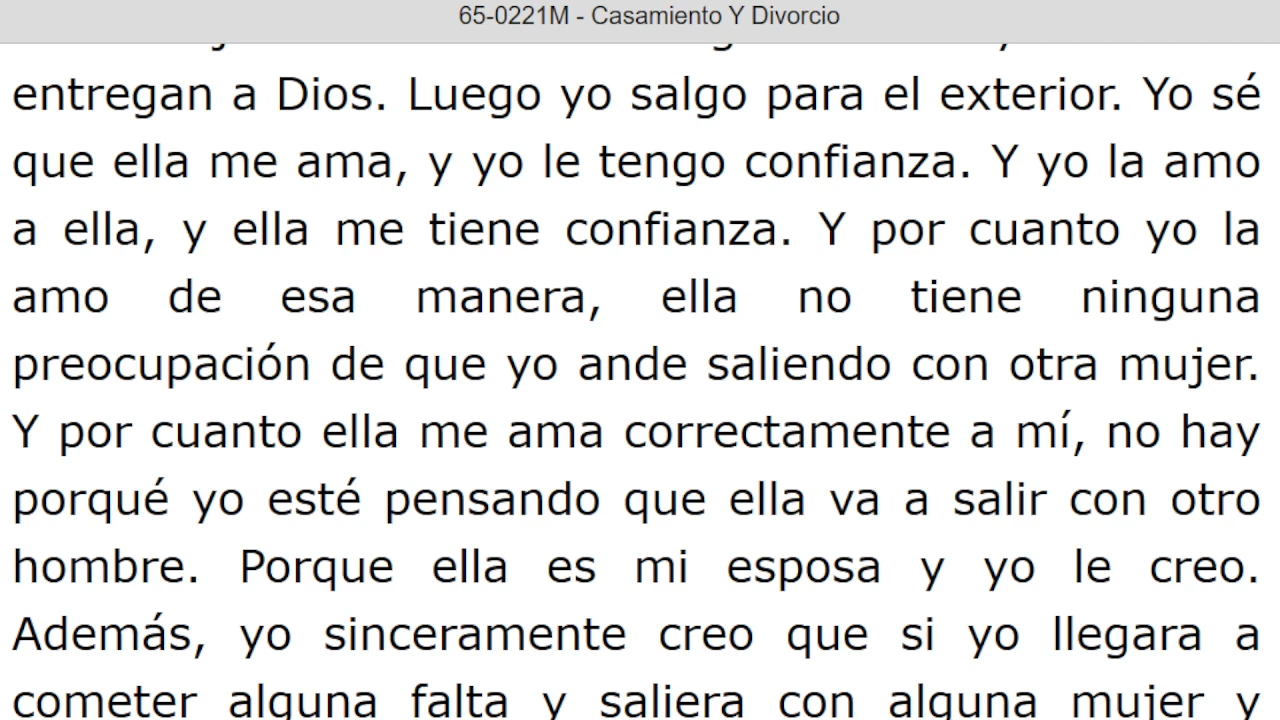 65-0221M - Casamiento Y Divorcio
entregan a Dios. Luego yo salgo para el exterior. Yo sé
que ella me ama, y yo le tengo confianza. Y yo la amo
a ella, y ella me tiene confianza. Y por cuanto yo la
amo de esa manera, ella no tiene ninguna
preocupación de que yo ande saliendo con otra mujer.
Y por cuanto ella me ama correctamente a mí, no hay
porqué yo esté pensando que ella va a salir con otro
hombre. Porque ella es mi esposa y yo le creo.
Además, yo sinceramente creo que si yo llegara a
cometer alguna falta y saliera con alguna mujer y